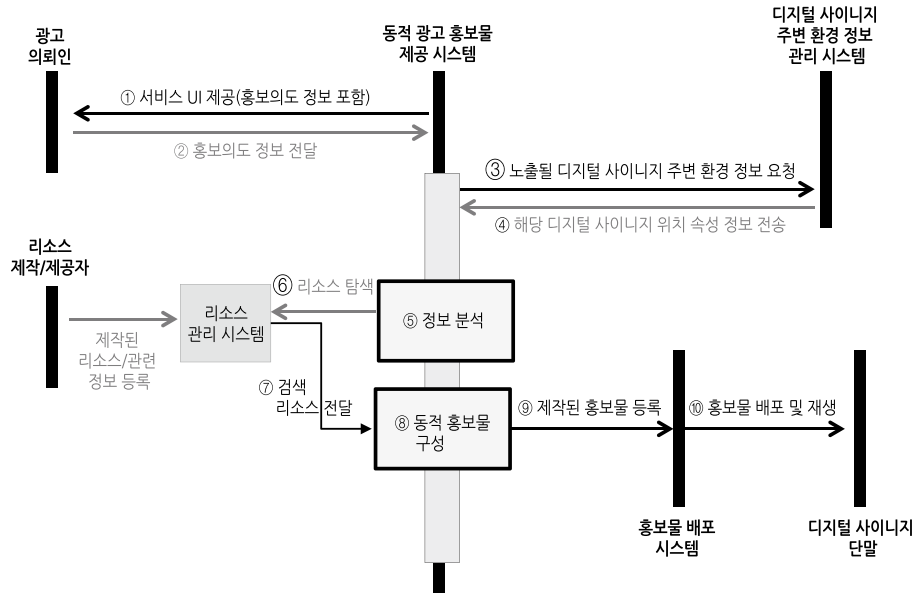 광고
의뢰인
동적 광고 홍보물
제공 시스템
디지털 사이니지
주변 환경 정보
관리 시스템
① 서비스 UI 제공(홍보의도 정보 포함)
② 홍보의도 정보 전달
③ 노출될 디지털 사이니지 주변 환경 정보 요청
④ 해당 디지털 사이니지 위치 속성 정보 전송
리소스
제작/제공자
제작된
리소스/관련
정보 등록
리소스
관리 시스템
⑥ 리소스 탐색
⑤ 정보 분석
⑦ 검색
리소스 전달
⑧ 동적 홍보물
구성
⑨ 제작된 홍보물 등록
⑩ 홍보물 배포 및 재생
홍보물 배포
시스템
디지털 사이니지
단말